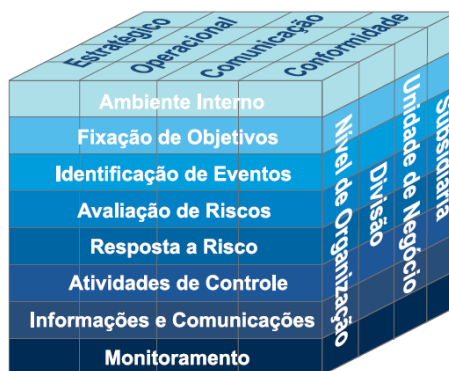 Estratégico
Operacional
Comunicação
Conformidade
Ambiente Interno
Fixação de Objetivos
Identificação de Eventos
Avaliação de Riscos
Resposta a Risco
Atividades de Controle
Informações e Comunicações
Monitoramento
Nível de Organização
Divisão
Unidade de Negócio
Subsidiária